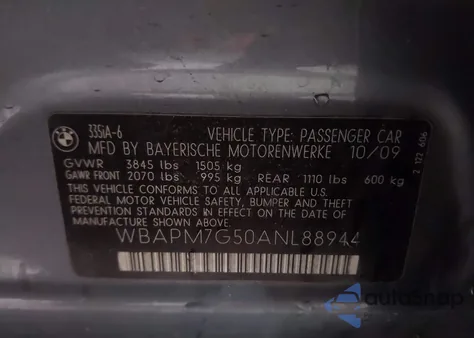 BMW
335iA-6 VEHICLE TYPE: PASSENGER CAR
MFD BY BAYERISCHE MOTORENWERKE 10/09
GVWR 3845 lbs 1505 kg
GAWR FRONT 2070 lbs 995 kg REAR 1110 lbs 600 kg
THIS VEHICLE CONFORMS TO ALL APPLICABLE U.S.
FEDERAL MOTOR VEHICLE SAFETY, BUMPER AND THEFT
PREVENTION STANDARDS IN EFFECT ON THE DATE OF
MANUFACTURE SHOWN ABOVE.
WBAPM7G50ANL88944
autosnap